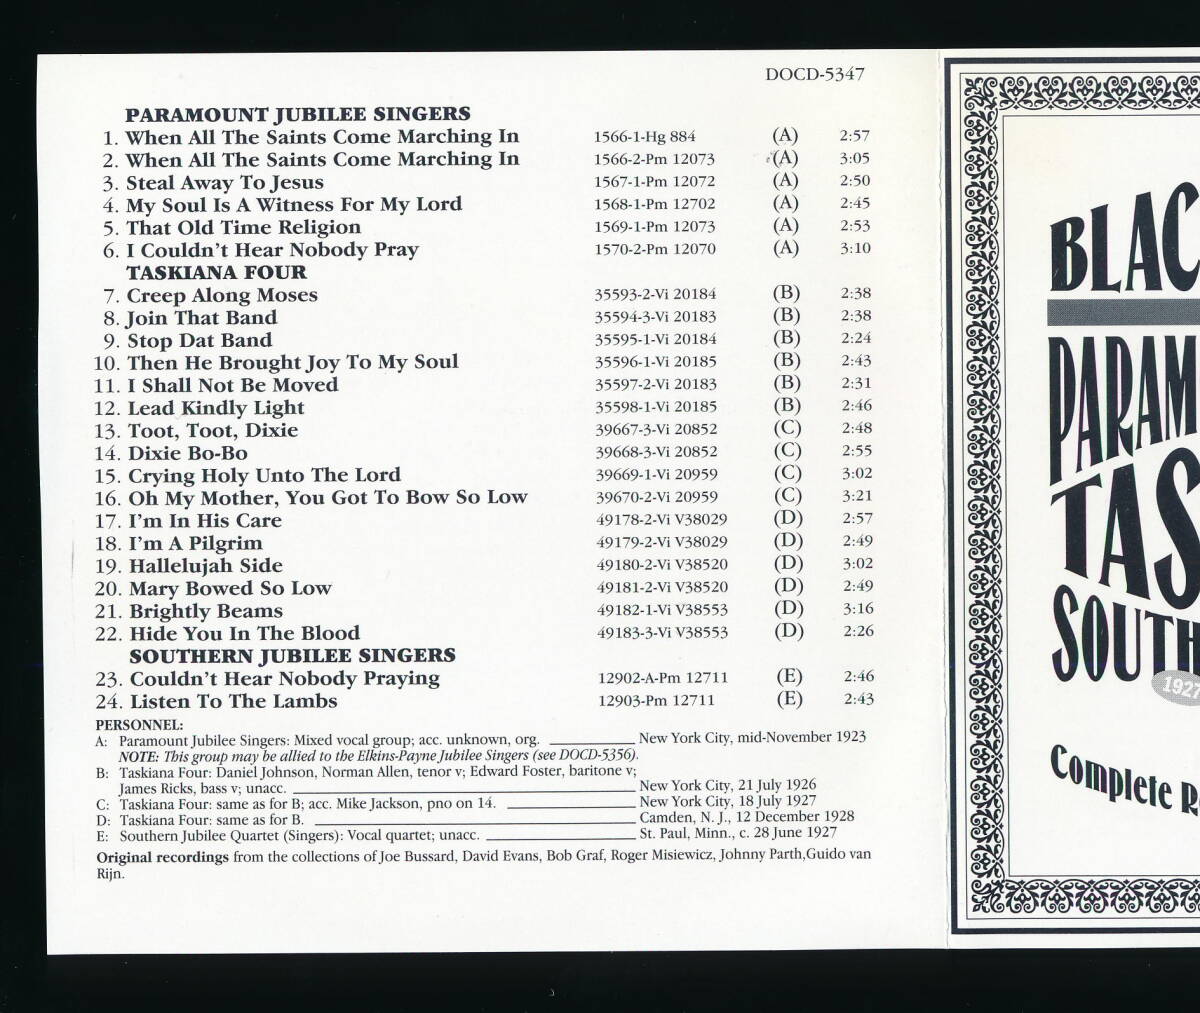 DOCD-5347
PARAMOUNT JUBILEE SINGERS
1. When All The Saints Come Marching In 1566-1-Hg 884 (A) 2:57
2. When All The Saints Come Marching In 1566-2-Pm 12073 (A) 3:05
3. Steal Away To Jesus 1567-1-Pm 12072 (A) 2:50
4. My Soul Is A Witness For My Lord 1568-1-Pm 12702 (A) 2:45
5. That Old Time Religion 1569-1-Pm 12073 (A) 2:53
6. I Couldn't Hear Nobody Pray 1570-2-Pm 12070 (A) 3:10
TASKIANA FOUR
7. Creep Along Moses 35593-2-Vi 20184 (B) 2:38
8. Join That Band 35594-3-Vi 20183 (B) 2:38
9. Stop Dat Band 35595-1-Vi 20184 (B) 2:24
10. Then He Brought Joy To My Soul 35596-1-Vi 20185 (B) 2:43
11. I Shall Not Be Moved 35597-2-Vi 20183 (B) 2:31
12. Lead Kindly Light 35598-1-Vi 20185 (B) 2:46
13. Toot, Toot, Dixie 39667-3-Vi 20852 (C) 2:48
14. Dixie Bo-Bo 39668-3-Vi 20852 (C) 2:55
15. Crying Holy Unto The Lord 39669-1-Vi 20959 (C) 3:02
16. Oh My Mother, You Got To Bow So Low 39670-2-Vi 20959 (C) 3:21
17. I'm In His Care 49178-2-Vi V38029 (D) 2:57
18. I'm A Pilgrim 49179-2-Vi V38029 (D) 2:49
19. Hallelujah Side 49180-2-Vi V38520 (D) 3:02
20. Mary Bowed So Low 49181-2-Vi V38520 (D) 2:49
21. Brightly Beams 49182-1-Vi V38553 (D) 3:16
22. Hide You In The Blood 49183-3-Vi V38553 (D) 2:26
SOUTHERN JUBILEE SINGERS
23. Couldn't Hear Nobody Praying 12902-A-Pm 12711 (E) 2:46
24. Listen To The Lambs 12903-Pm 12711 (E) 2:43
PERSONNEL:
A: Paramount Jubilee Singers: Mixed vocal group; acc. unknown, org. New York City, mid-November 1923
NOTE: This group may be allied to the Elkins-Payne Jubilee Singers (see DOCD-5356).
B: Taskiana Four: Daniel Johnson, Norman Allen, tenor v; Edward Foster, baritone v;
James Ricks, bass v; unacc. New York City, 21 July 1926
C: Taskiana Four: same as for B; acc. Mike Jackson, pno on 14. New York City, 18 July 1927
D: Taskiana Four: same as for B. Camden, N. J., 12 December 1928
E: Southern Jubilee Quartet (Singers): Vocal quartet; unacc. St. Paul, Minn., c. 28 June 1927
Original recordings from the collections of Joe Bussard, David Evans, Bob Graf, Roger Misiewicz, Johnny Parth,Guido van
Rijn.
BLAC
PARAM
TAS
SOUTH
1927
Complete R